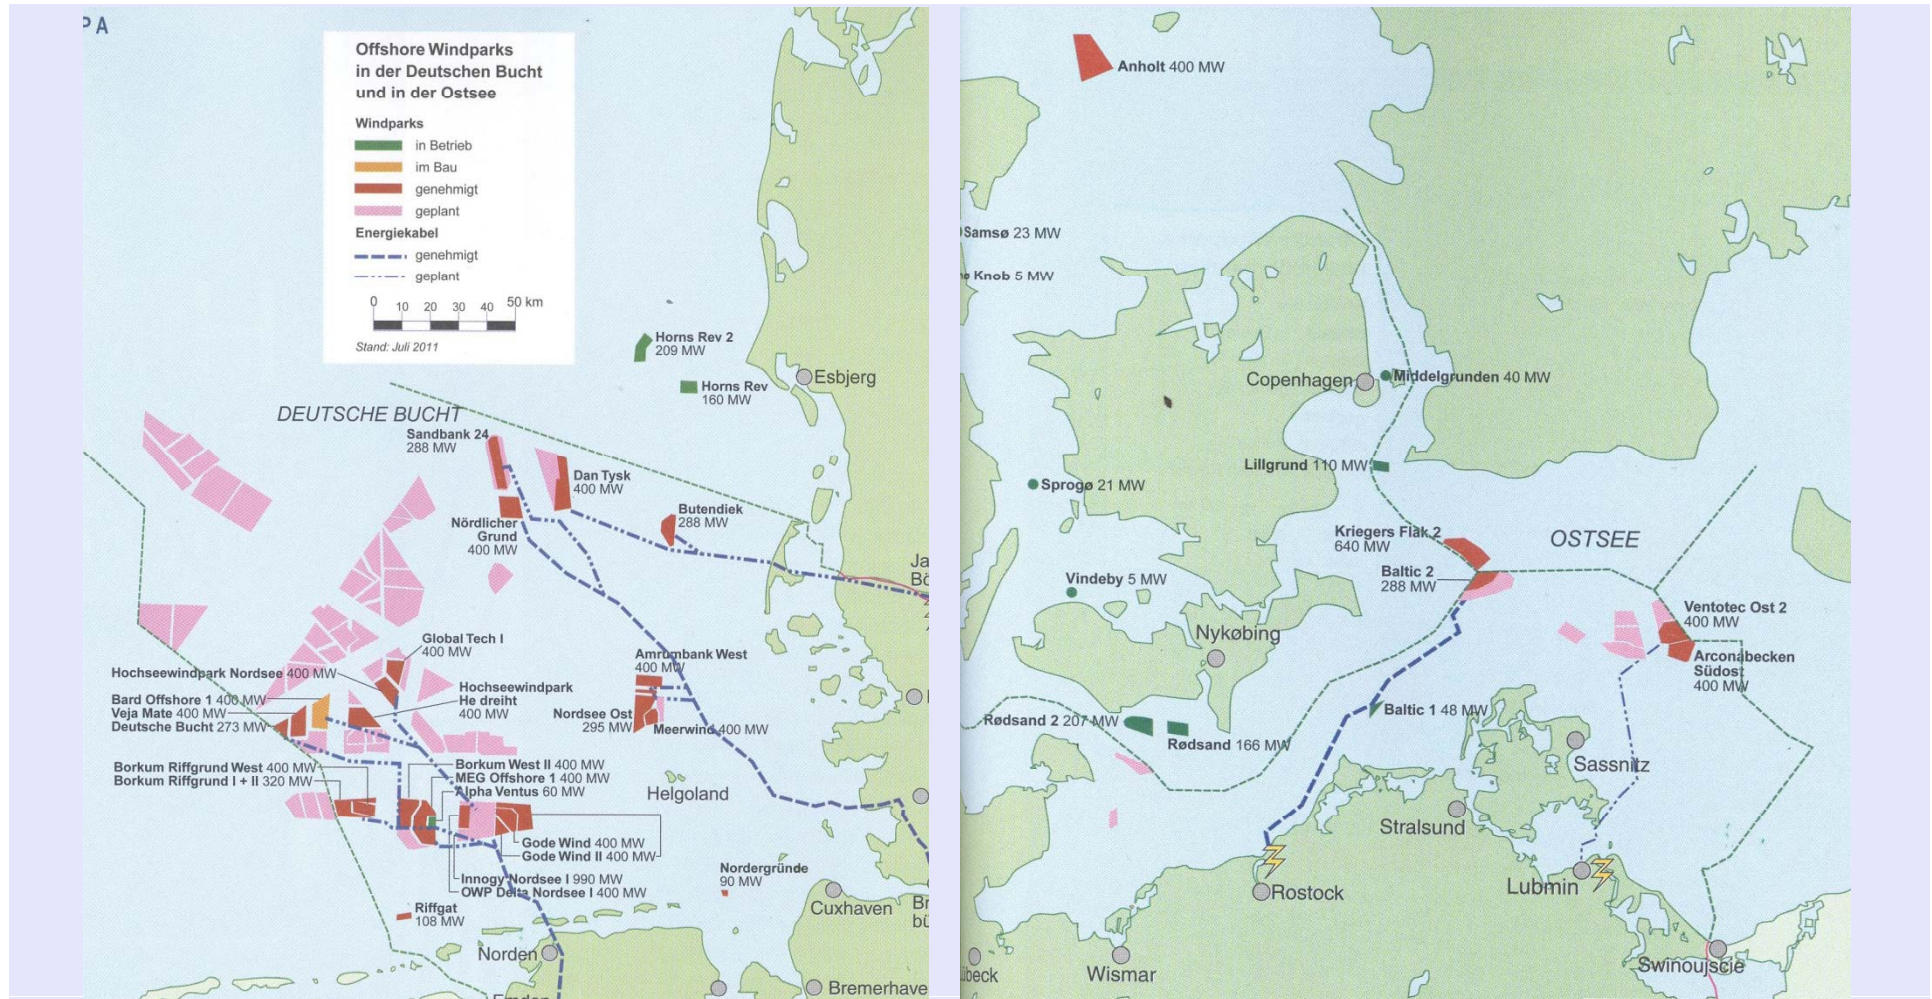 P A
Offshore Windparks
in der Deutschen Bucht
und in der Ostsee
Windparks
in Betrieb
im Bau
genehmigt
geplant
Energiekabel
genehmigt
geplant
0 10 20 30 40 50 km
Stand: Juli 2011
Horns Rev 2
209 MW
Horns Rev
160 MW
Esbjerg
DEUTSCHE BUCHT
Sandbank 24
288 MW
Dan Tysk
400 MW
Butendiek
288 MW
Nördlicher
Grund
400 MW
Ja
Bö
Global Tech I
400 MW
Hochseewindpark Nordsee 400 MW
Amrumbank West
400 MW
Bard Offshore 1 400 MW
Veja Mate 400 MW
Deutsche Bucht 273 MW
Hochseewindpark
He dreiht
400 MW
Nordsee Ost
295 MW
Meerwind 400 MW
Borkum Riffgrund West 400 MW
Borkum Riffgrund I + II 320 MW
Borkum West II 400 MW
MEG Offshore 1 400 MW
Alpha Ventus 60 MW
Helgoland
Gode Wind 400 MW
Gode Wind II 400 MW
Innogy Nordsee I 990 MW
OWP Delta Nordsee I 400 MW
Nordergründe
90 MW
Riffgat
108 MW
Cuxhaven
Br
bü
Norden
Emden
Bremerhave
Anholt 400 MW
Samsø 23 MW
ø Knob 5 MW
Copenhagen
Middelgrunden 40 MW
Lillgrund 110 MW
Sprogø 21 MW
Kriegers Flak 2
640 MW
OSTSEE
Baltic 2
288 MW
Vindeby 5 MW
Ventotec Ost 2
400 MW
Nykøbing
Arconabecken
Südost
400 MW
Rødsand 2 207 MW
Rødsand 166 MW
Baltic 1 48 MW
Sassnitz
Stralsund
Rostock
Lubmin
Wismar
übeck
Swinoujscie